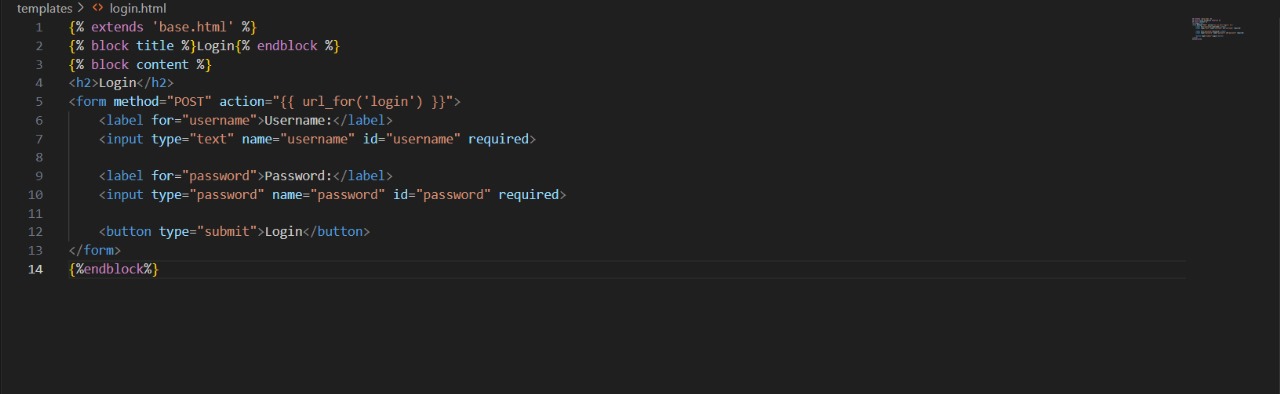 templates > <> login.html
1 {% extends 'base.html' %}
2 {% block title %}Login{% endblock %}
3 {% block content %}
4 <h2>Login</h2>
5 <form method="POST" action="{{ url_for('login') }}">
6     <label for="username">Username:</label>
7     <input type="text" name="username" id="username" required>
8
9     <label for="password">Password:</label>
10     <input type="password" name="password" id="password" required>
11
12     <button type="submit">Login</button>
13 </form>
14 {%endblock%}